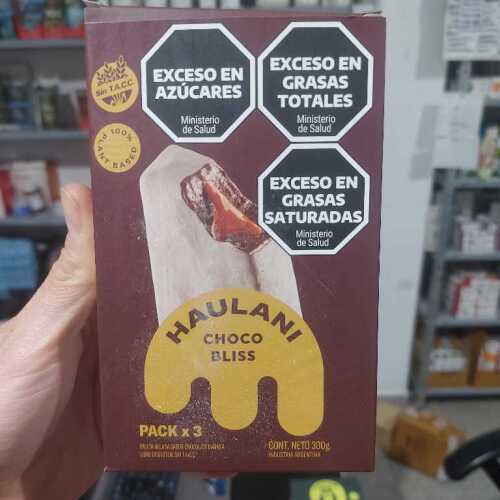 Sin T.A.C.C.
100%
PLANT BASED
EXCESO EN
AZÚCARES
Ministerio
de Salud
EXCESO EN
GRASAS
TOTALES
Ministerio
de Salud
EXCESO EN
GRASAS
SATURADAS
Ministerio
de Salud
HAULANI
CHOCO
BLISS
PACK x 3
CONT. NETO 300g
INDUSTRIA ARGENTINA